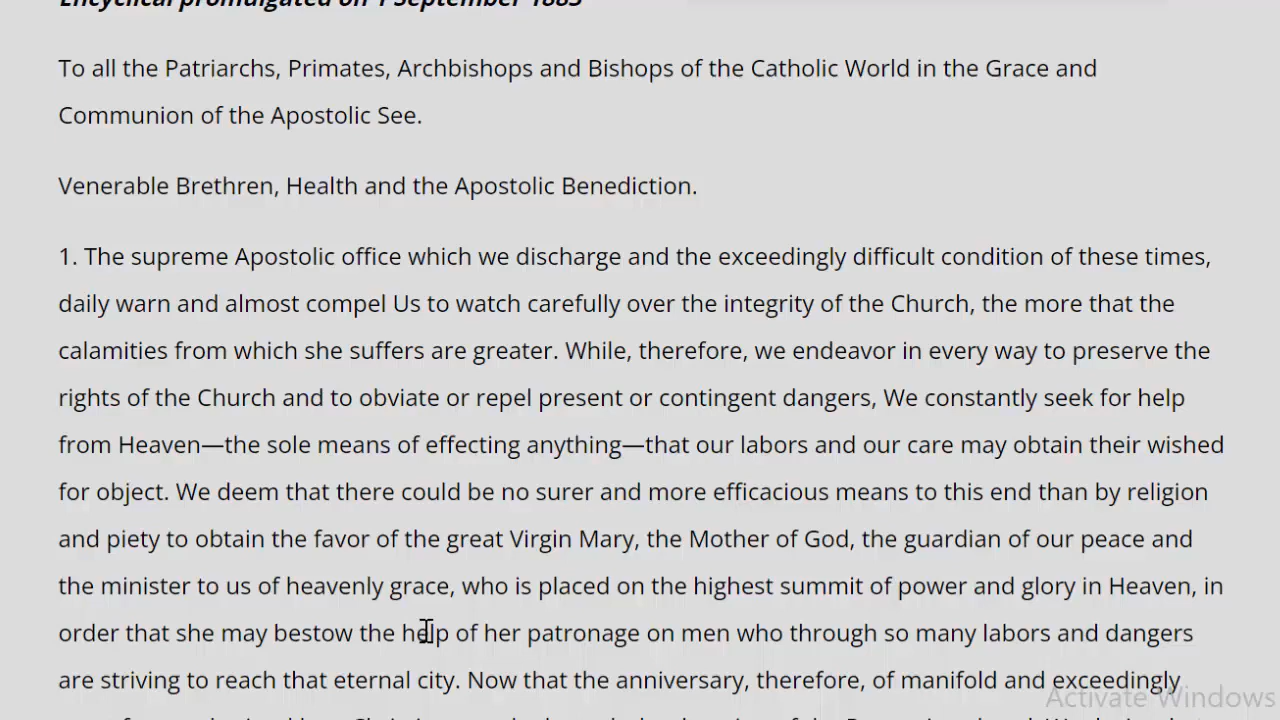 Encyclical promulgated on 1 September 1883
To all the Patriarchs, Primates, Archbishops and Bishops of the Catholic World in the Grace and
Communion of the Apostolic See.
Venerable Brethren, Health and the Apostolic Benediction.
1. The supreme Apostolic office which we discharge and the exceedingly difficult condition of these times,
daily warn and almost compel Us to watch carefully over the integrity of the Church, the more that the
calamities from which she suffers are greater. While, therefore, we endeavor in every way to preserve the
rights of the Church and to obviate or repel present or contingent dangers, We constantly seek for help
from Heaven—the sole means of effecting anything—that our labors and our care may obtain their wished
for object. We deem that there could be no surer and more efficacious means to this end than by religion
and piety to obtain the favor of the great Virgin Mary, the Mother of God, the guardian of our peace and
the minister to us of heavenly grace, who is placed on the highest summit of power and glory in Heaven, in
order that she may bestow the help of her patronage on men who through so many labors and dangers
are striving to reach that eternal city. Now that the anniversary, therefore, of manifold and exceedingly
Activate Windows